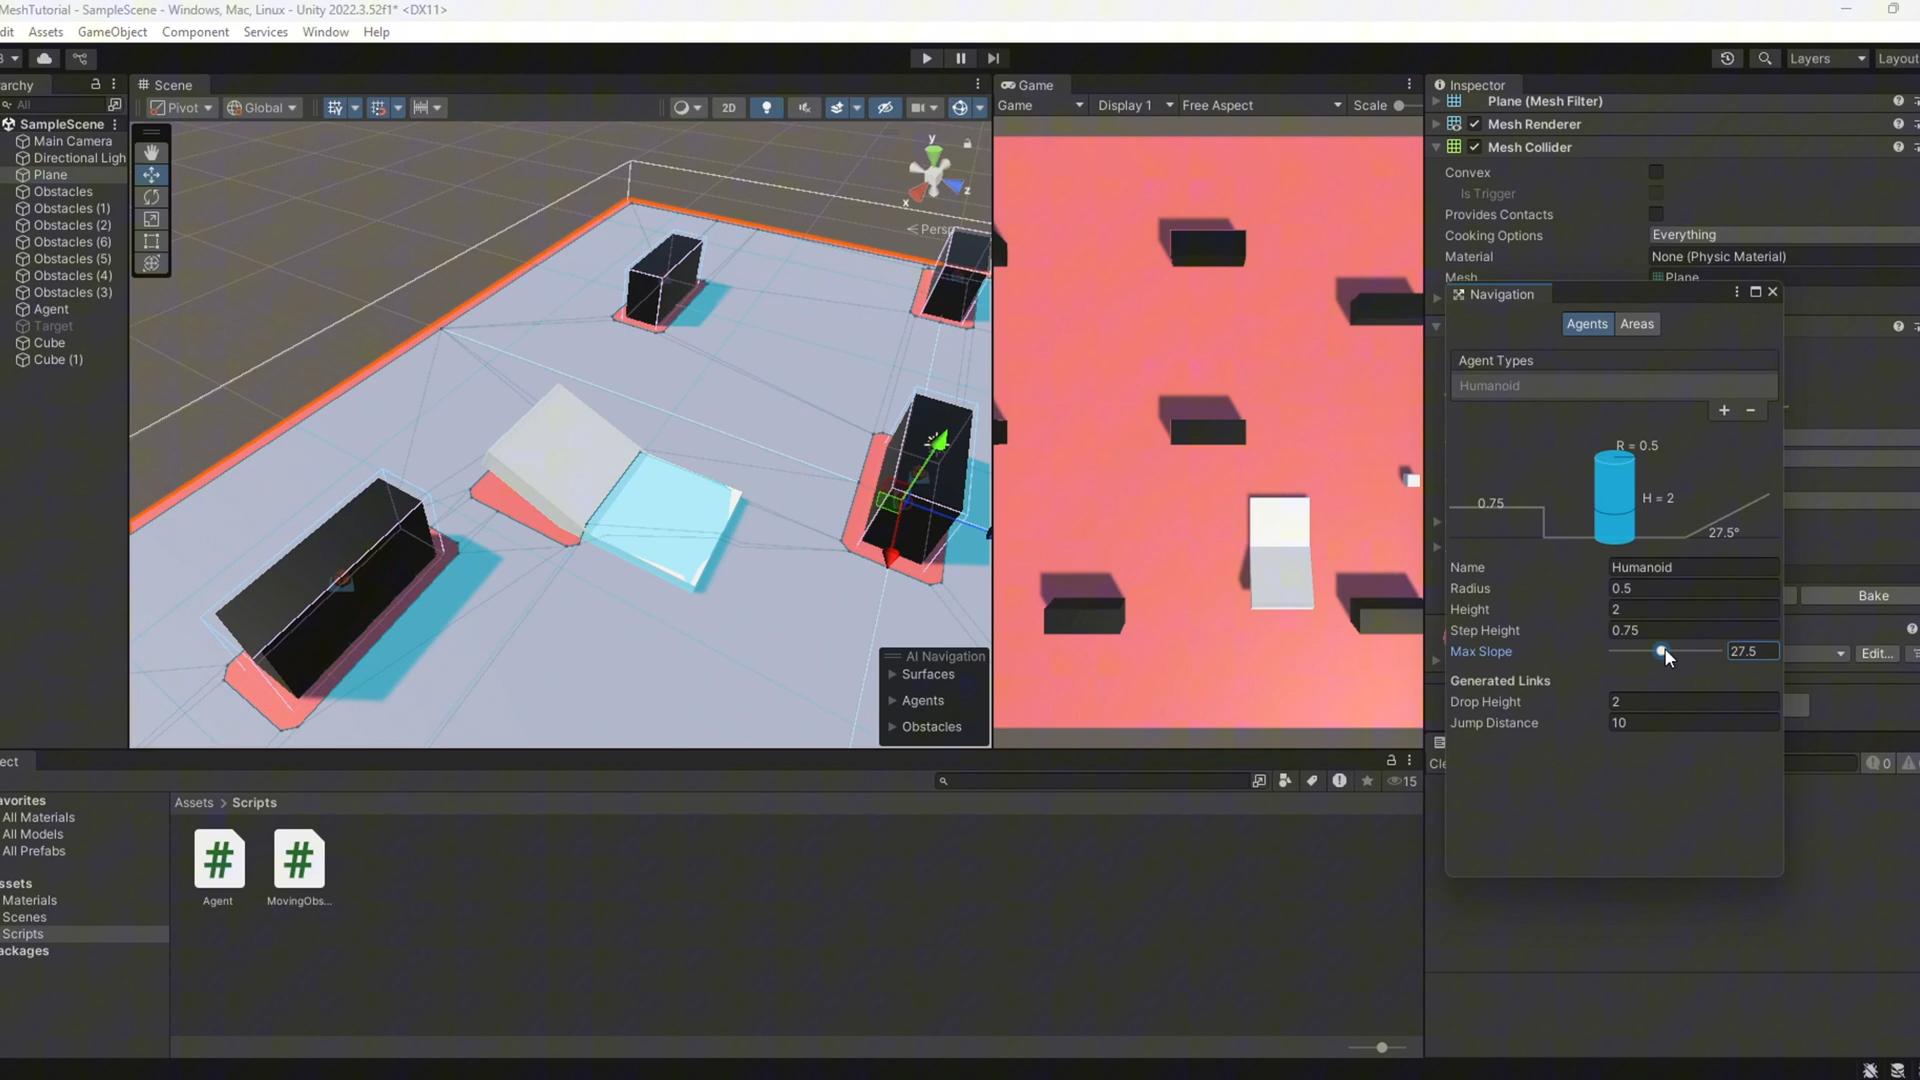 MeshTutorial - SampleScene - Windows, Mac, Linux - Unity 2022.3.52f1* <DX11>
dit Assets GameObject Component Services Window Help
Layers Layout
archy
All
SampleScene
Main Camera
Directional Ligh
Plane
Obstacles
Obstacles (1)
Obstacles (2)
Obstacles (6)
Obstacles (5)
Obstacles (4)
Obstacles (3)
Agent
Target
Cube
Cube (1)
Scene
Pivot Global 2D
y
x
z
Persp
AI Navigation
Surfaces
Agents
Obstacles
Game
Game Display 1 Free Aspect Scale
Inspector
Plane (Mesh Filter)
Mesh Renderer
Mesh Collider
Convex
Is Trigger
Provides Contacts
Cooking Options Everything
Material None (Physic Material)
Mesh Plane
Navigation
Agents Areas
Agent Types
Humanoid
+ -
R = 0.5
0.75
H = 2
27.5°
Name Humanoid
Radius 0.5
Height 2
Step Height 0.75
Max Slope 27.5
Generated Links
Drop Height 2
Jump Distance 10
Bake
Edit...
Cle
0
ect
15
avorites
All Materials
All Models
All Prefabs
ssets
Materials
Scenes
Scripts
ackages
Assets > Scripts
# #
Agent MovingObs...